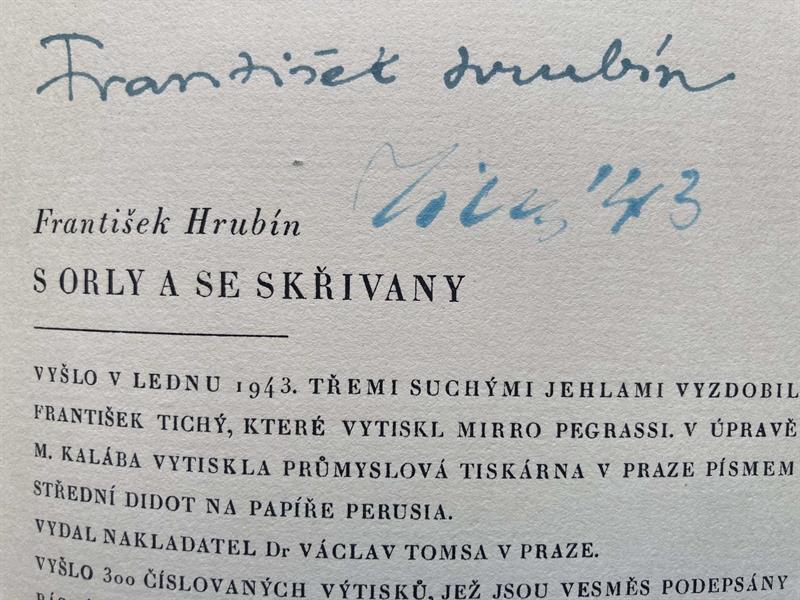 František Hrubín
'43
František Hrubín
S ORLY A SE SKŘIVANY
VYŠLO V LEDNU 1943. TŘEMI SUCHÝMI JEHLAMI VYZDOBIL
FRANTIŠEK TICHÝ, KTERÉ VYTISKL MIRRO PEGRASSI. V ÚPRAVĚ
M. KALÁBA VYTISKLA PRŮMYSLOVÁ TISKÁRNA V PRAZE PÍSMEM
STŘEDNÍ DIDOT NA PAPÍŘE PERUSIA.
VYDAL NAKLADATEL Dr VÁCLAV TOMSA V PRAZE.
VYŠLO 300 ČÍSLOVANÝCH VÝTISKŮ, JEŽ JSOU VESMĚS PODEPSÁNY